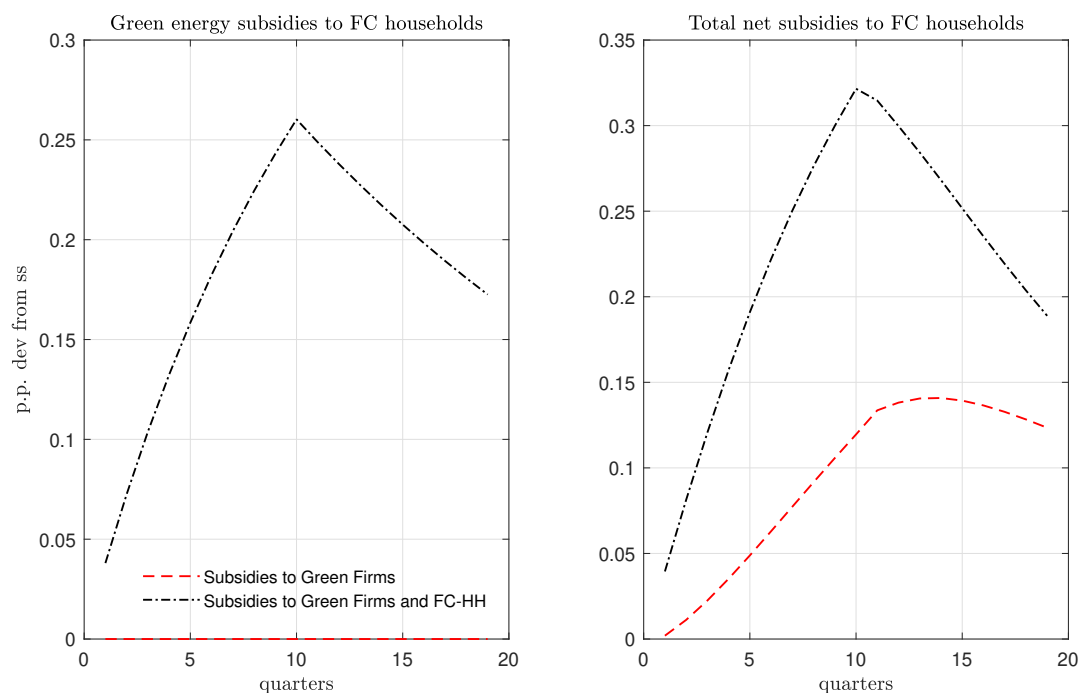 Green energy subsidies to FC households
0.3
0.25
0.2
0.15
0.1
0.05
0
p.p. dev from ss
Subsidies to Green Firms
Subsidies to Green Firms and FC-HH
0 5 10 15 20
quarters
Total net subsidies to FC households
0.35
0.3
0.25
0.2
0.15
0.1
0.05
0
0 5 10 15 20
quarters